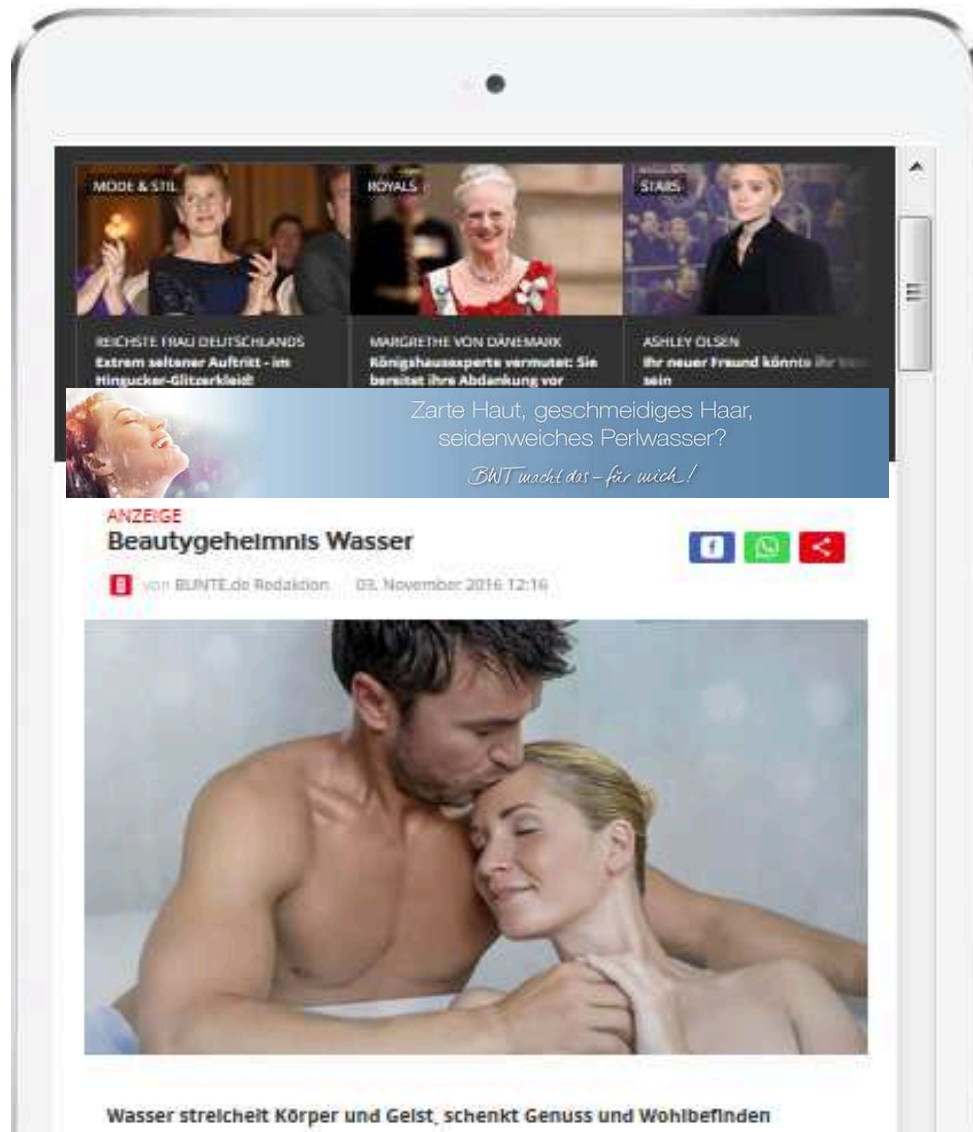 MODE & STIL
REICHSTE FRAU DEUTSCHLANDS
Extrem seltener Auftritt - im
Hingucker-Glitzerkleid!
ROYALS
MARGRETHE VON DÄNEMARK
Königshausexperte vermutet: Sie
bereitet ihre Abdankung vor
STARS
ASHLEY OLSEN
Ihr neuer Freund könnte ihr
sein
Zarte Haut, geschmeidiges Haar,
seidenweiches Perlwasser?
BWT macht das – für mich!
ANZEIGE
Beautygeheimnis Wasser
von BUNTE.de Redaktion 03. November 2016 12:16
Wasser streichelt Körper und Geist, schenkt Genuss und Wohlbefinden